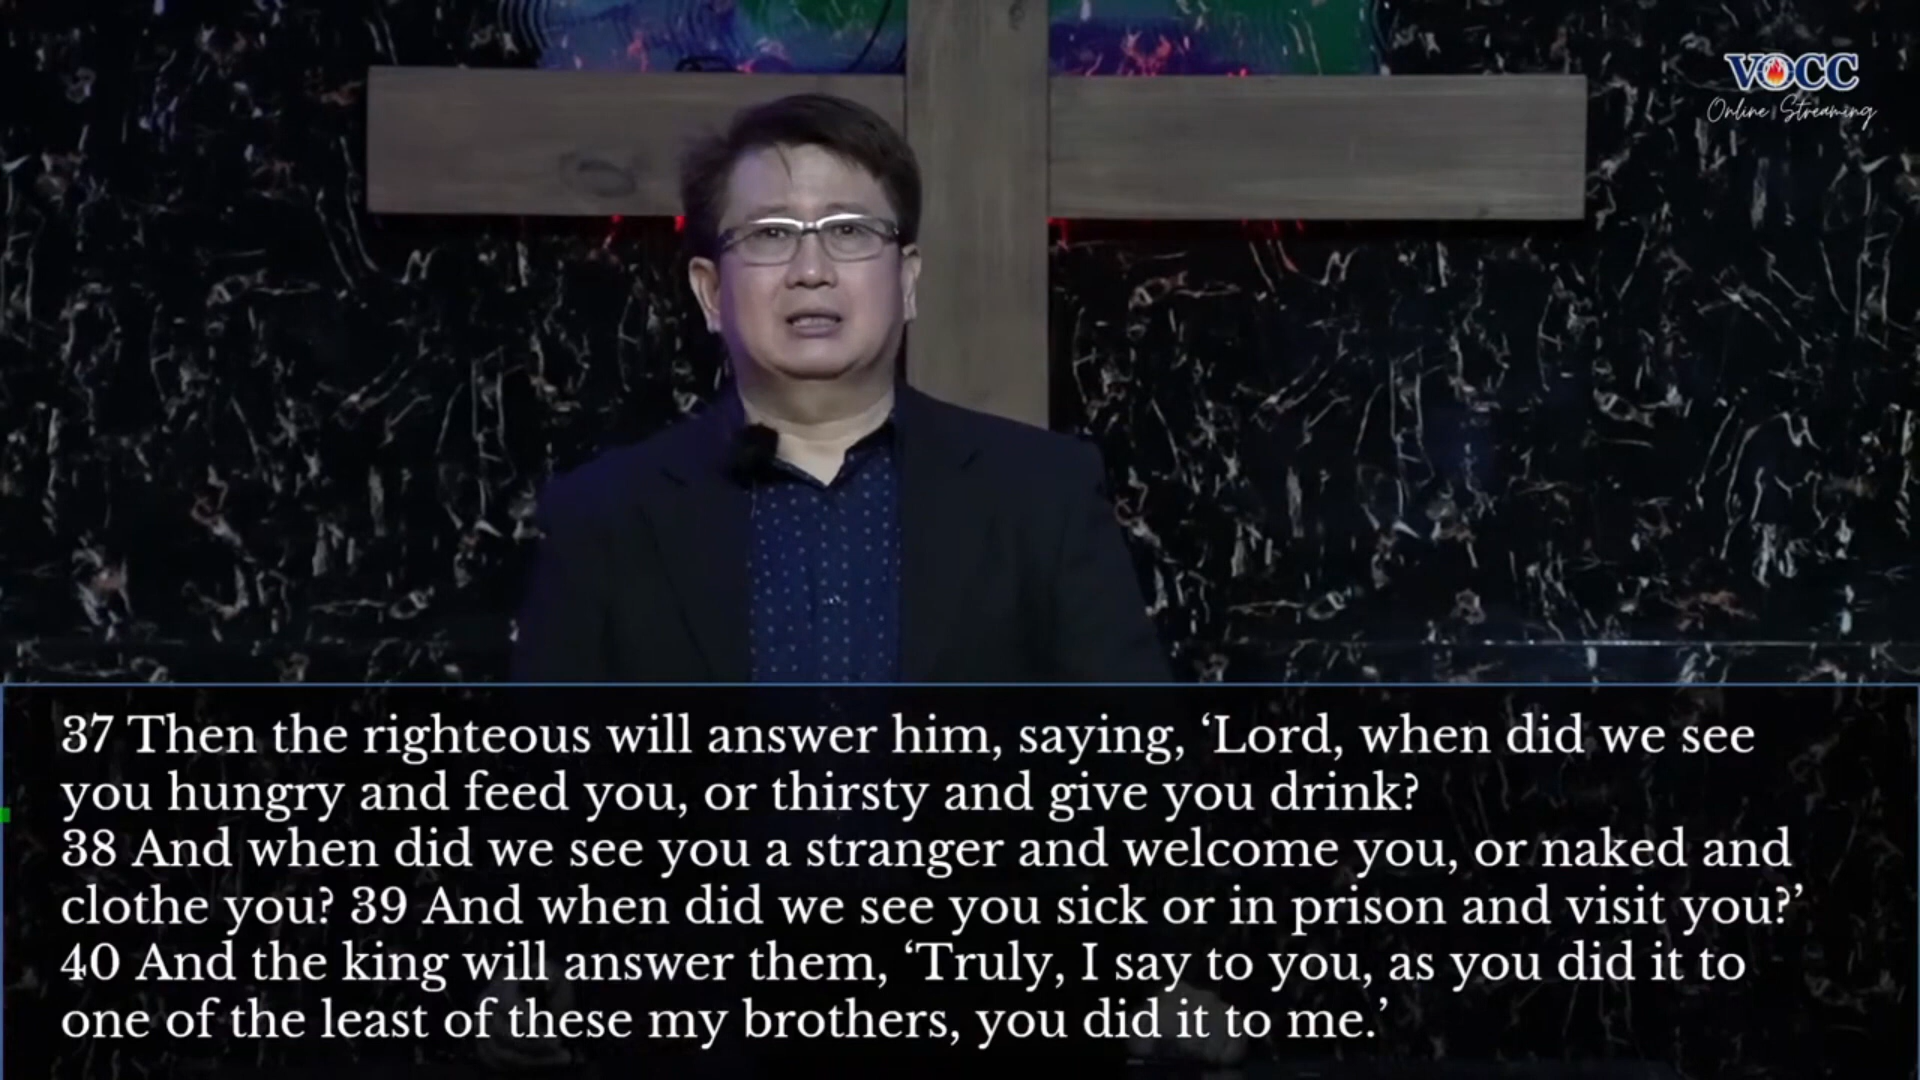 VOCC
Online Streaming
37 Then the righteous will answer him, saying, ‘Lord, when did we see
you hungry and feed you, or thirsty and give you drink?
38 And when did we see you a stranger and welcome you, or naked and
clothe you? 39 And when did we see you sick or in prison and visit you?’
40 And the king will answer them, ‘Truly, I say to you, as you did it to
one of the least of these my brothers, you did it to me.’